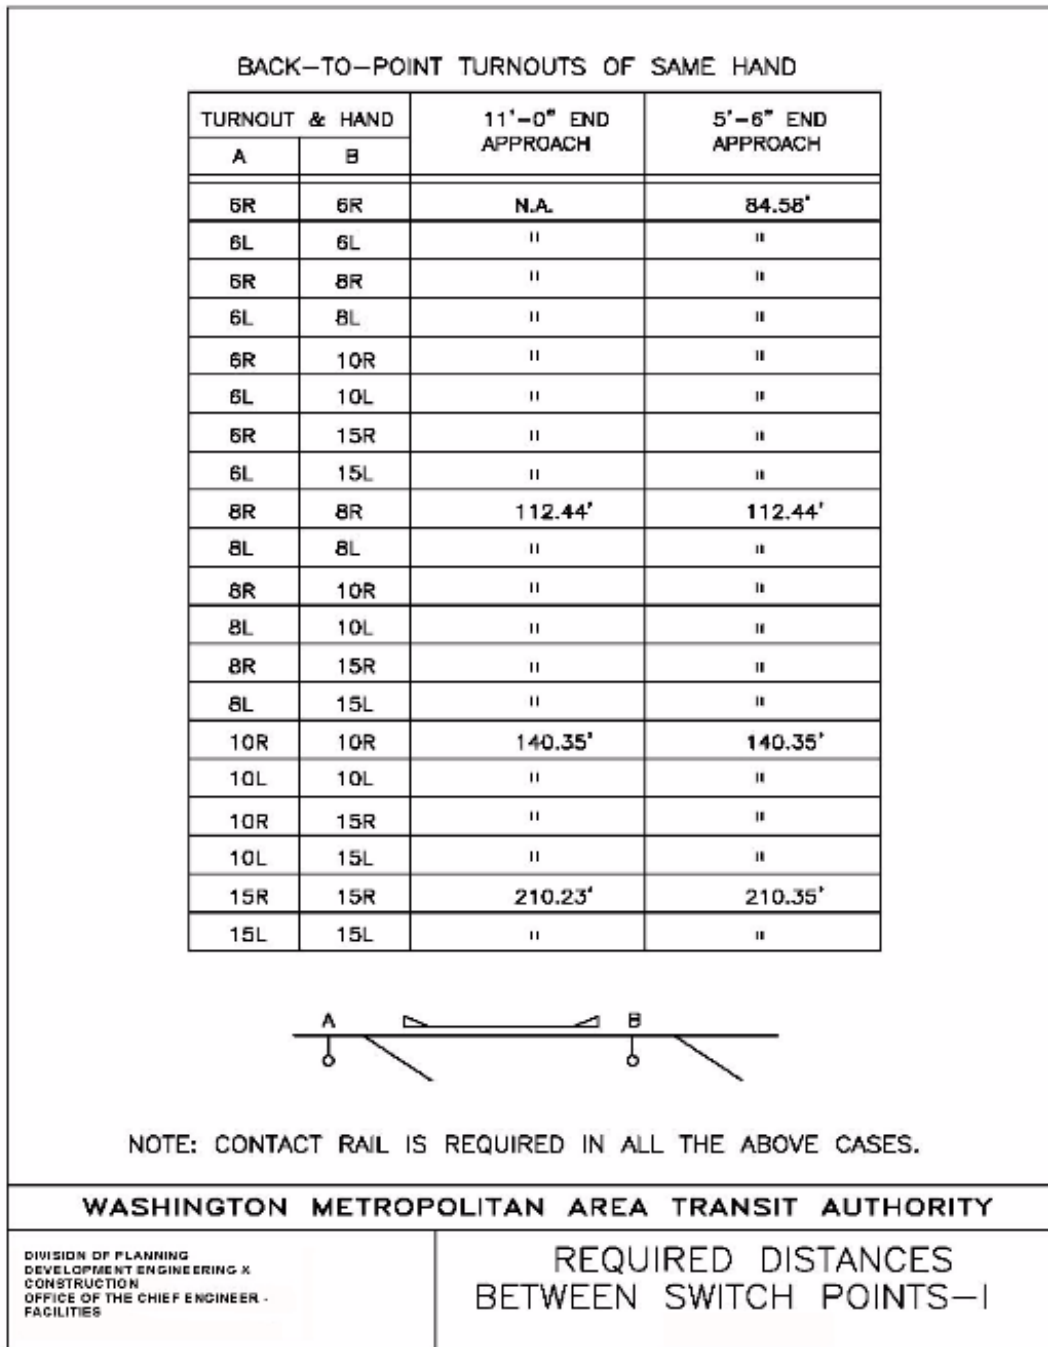 BACK-TO-POINT TURNOUTS OF SAME HAND
TURNOUT & HAND 11'-0" END APPROACH 5'-6" END APPROACH
A B
6R 6R N.A. 84.58'
6L 6L " "
6R 8R " "
6L 8L " "
6R 10R " "
6L 10L " "
6R 15R " "
6L 15L " "
8R 8R 112.44' 112.44'
8L 8L " "
8R 10R " "
8L 10L " "
8R 15R " "
8L 15L " "
10R 10R 140.35' 140.35'
10L 10L " "
10R 15R " "
10L 15L " "
15R 15R 210.23' 210.35'
15L 15L " "
A B
NOTE: CONTACT RAIL IS REQUIRED IN ALL THE ABOVE CASES.
WASHINGTON METROPOLITAN AREA TRANSIT AUTHORITY
DIVISION OF PLANNING
DEVELOPMENT ENGINEERING &
CONSTRUCTION
OFFICE OF THE CHIEF ENGINEER -
FACILITIES
REQUIRED DISTANCES
BETWEEN SWITCH POINTS-I